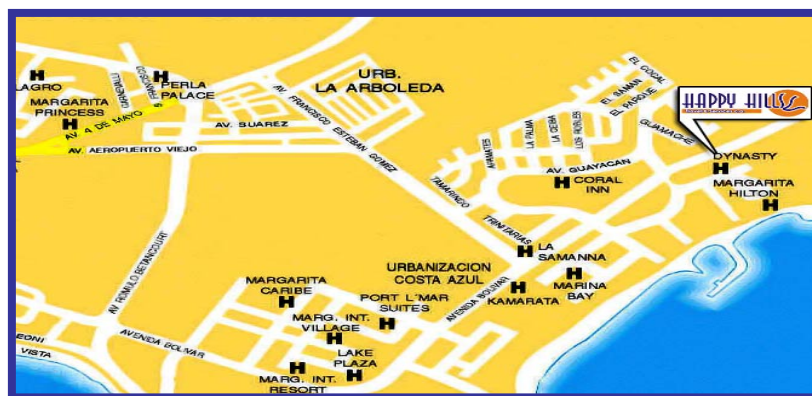 LAGRO
MARGARITA
PRINCESS
AV. 4 DE MAYO
FRANCISCO
PERLA
PALACE
AV. SUAREZ
AV. AEROPUERTO VIEJO
URB.
LA ARBOLEDA
AV. FRANCISCO ESTEBAN GOMEZ
EL COCAL
EL SAMAN
EL PARQUE
GUAMACHE
LA PALMA
LA CEIBA
LOS ROBLES
AV. GUAYACAN
CORAL
INN
HAPPY HILLS
DYNASTY
MARGARITA
HILTON
TAMARINDO
TRINITARIAS
LA
SAMANNA
MARINA
BAY
KAMARATA
URBANIZACION
COSTA AZUL
AVENIDA BOLIVAR
AV ROMULO BETANCOURT
MARGARITA
CARIBE
PORT L'MAR
SUITES
MARG. INT.
VILLAGE
LAKE
PLAZA
MARG. INT.
RESORT
AVENIDA BOLIVAR
EONI
VISTA